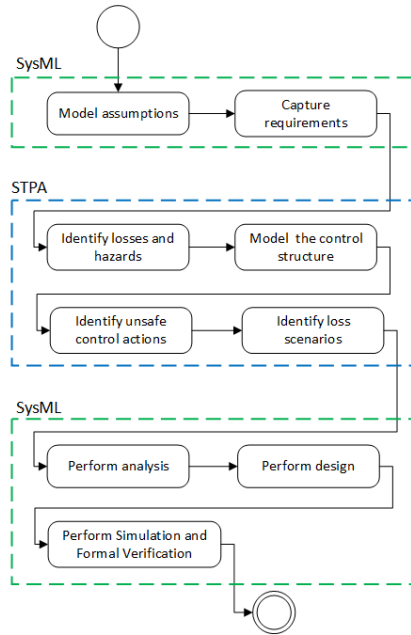 SysML
Model assumptions
Capture
requirements
STPA
Identify losses and
hazards
Model the control
structure
Identify unsafe
control actions
Identify loss
scenarios
SysML
Perform analysis
Perform design
Perform Simulation and
Formal Verification